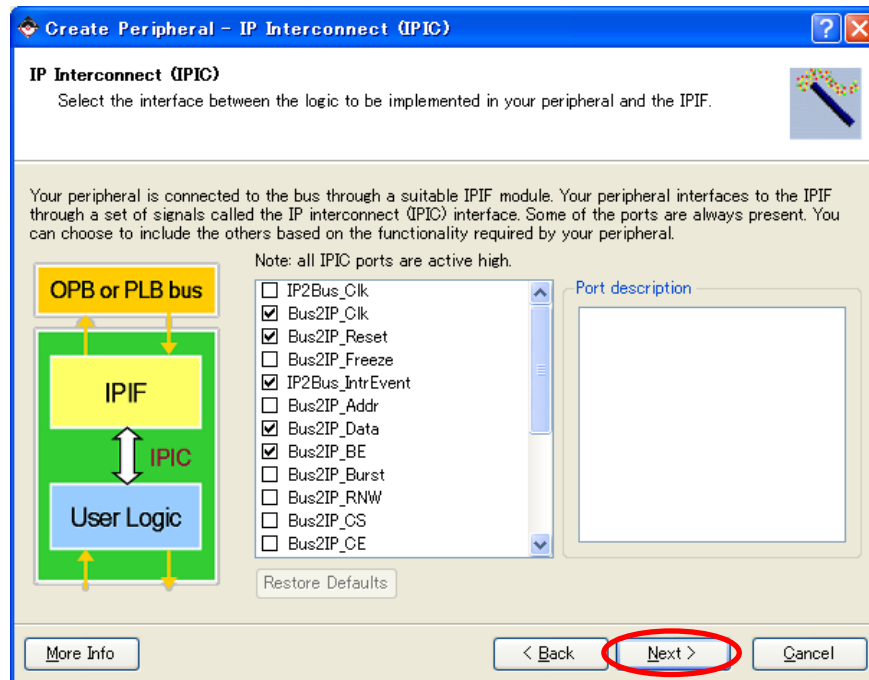 Create Peripheral - IP Interconnect (IPIC)
IP Interconnect (IPIC)
Select the interface between the logic to be implemented in your peripheral and the IPIF.
Your peripheral is connected to the bus through a suitable IPIF module. Your peripheral interfaces to the IPIF
through a set of signals called the IP interconnect (IPIC) interface. Some of the ports are always present. You
can choose to include the others based on the functionality required by your peripheral.
Note: all IPIC ports are active high.
OPB or PLB bus
IPIF
IPIC
User Logic
IP2Bus_Clk
Bus2IP_Clk
Bus2IP_Reset
Bus2IP_Freeze
IP2Bus_IntrEvent
Bus2IP_Addr
Bus2IP_Data
Bus2IP_BE
Bus2IP_Burst
Bus2IP_RNW
Bus2IP_CS
Bus2IP_CE
Port description
Restore Defaults
More Info
< Back
Next >
Cancel